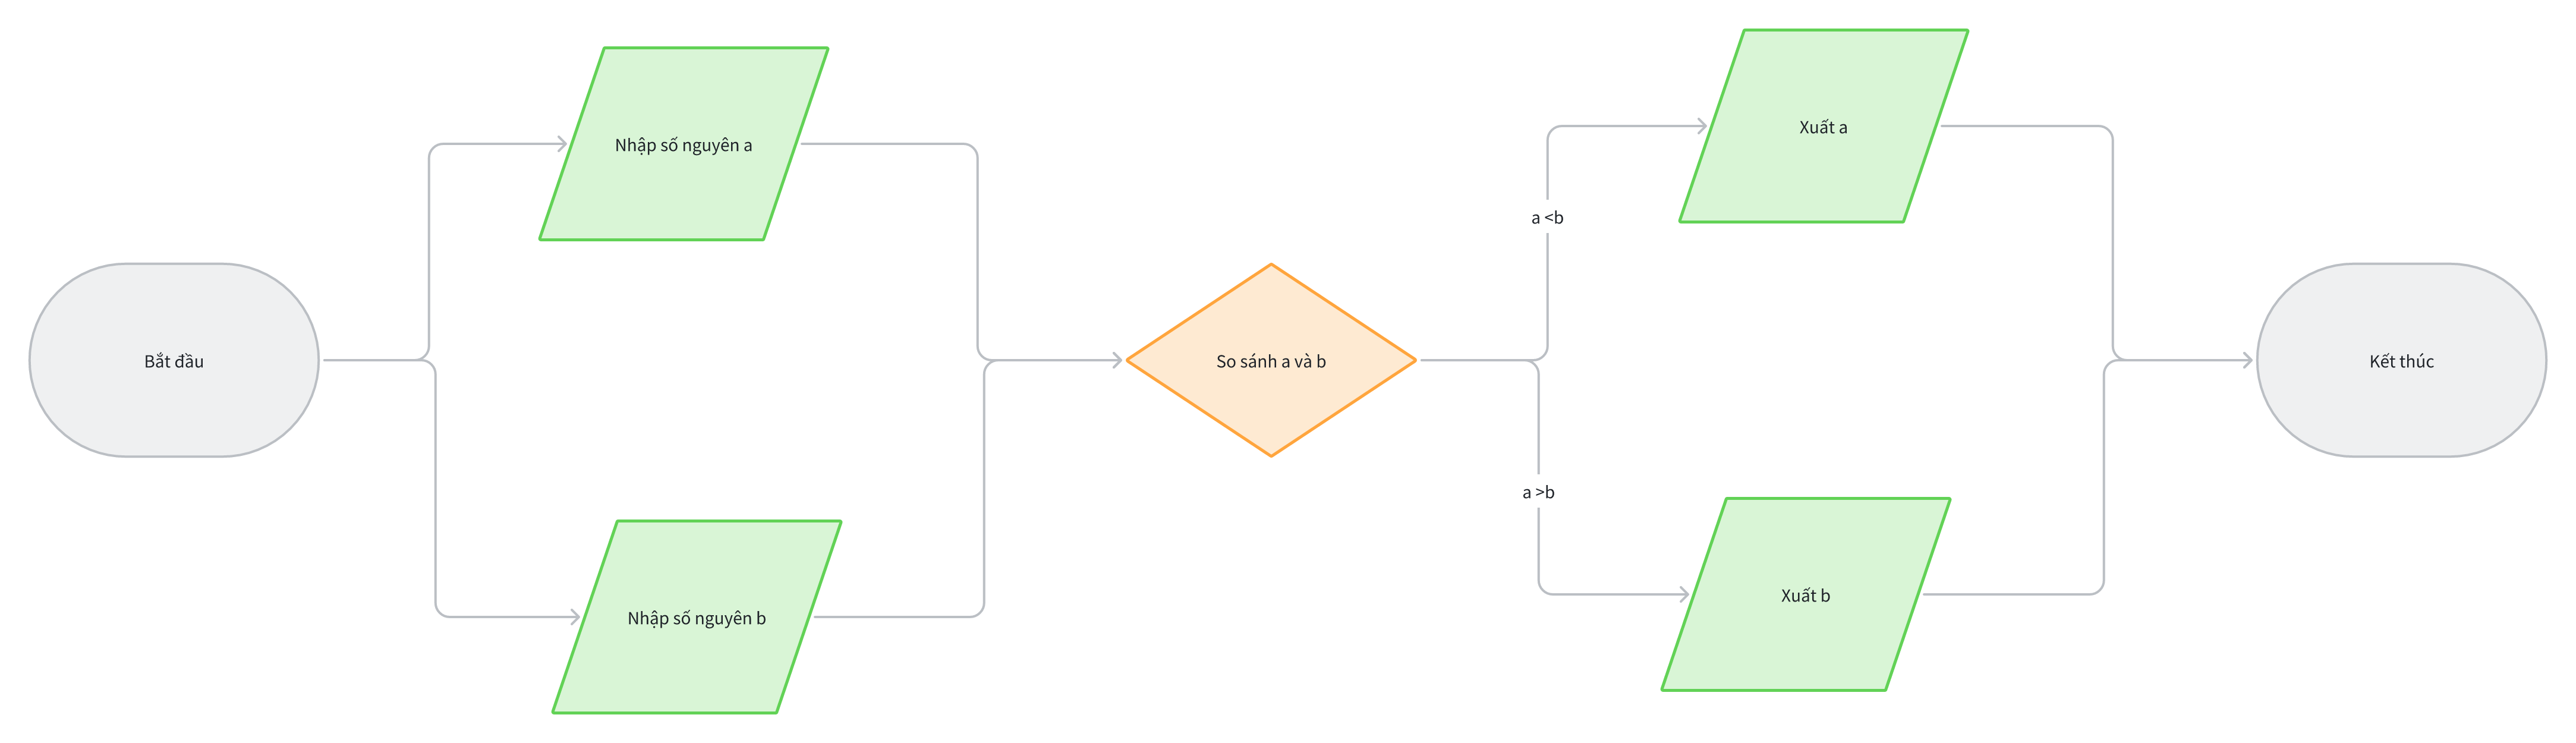 Bắt đầu
Nhập số nguyên a
Nhập số nguyên b
So sánh a và b
a <b
a >b
Xuất a
Xuất b
Kết thúc